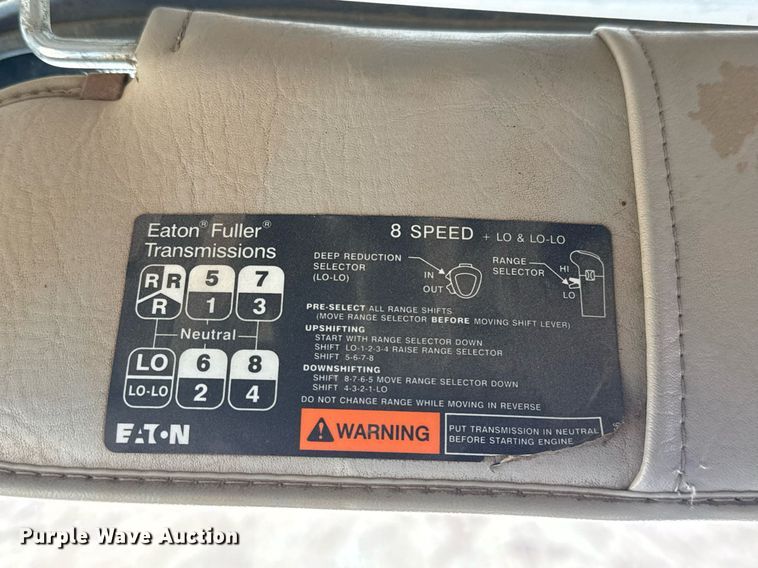 Eaton® Fuller®
Transmissions
R R
R
5
1
7
3
Neutral
LO
LO-LO
6
2
8
4
EATON
8 SPEED + LO & LO-LO
DEEP REDUCTION
SELECTOR
(LO-LO)
IN
OUT
RANGE
SELECTOR
HI
LO
PRE-SELECT ALL RANGE SHIFTS
(MOVE RANGE SELECTOR BEFORE MOVING SHIFT LEVER)
UPSHIFTING
START WITH RANGE SELECTOR DOWN
SHIFT LO-1-2-3-4 RAISE RANGE SELECTOR
SHIFT 5-6-7-8
DOWNSHIFTING
SHIFT 8-7-6-5 MOVE RANGE SELECTOR DOWN
SHIFT 4-3-2-1-LO
DO NOT CHANGE RANGE WHILE MOVING IN REVERSE
WARNING
PUT TRANSMISSION IN NEUTRAL
BEFORE STARTING ENGINE
Purple Wave Auction